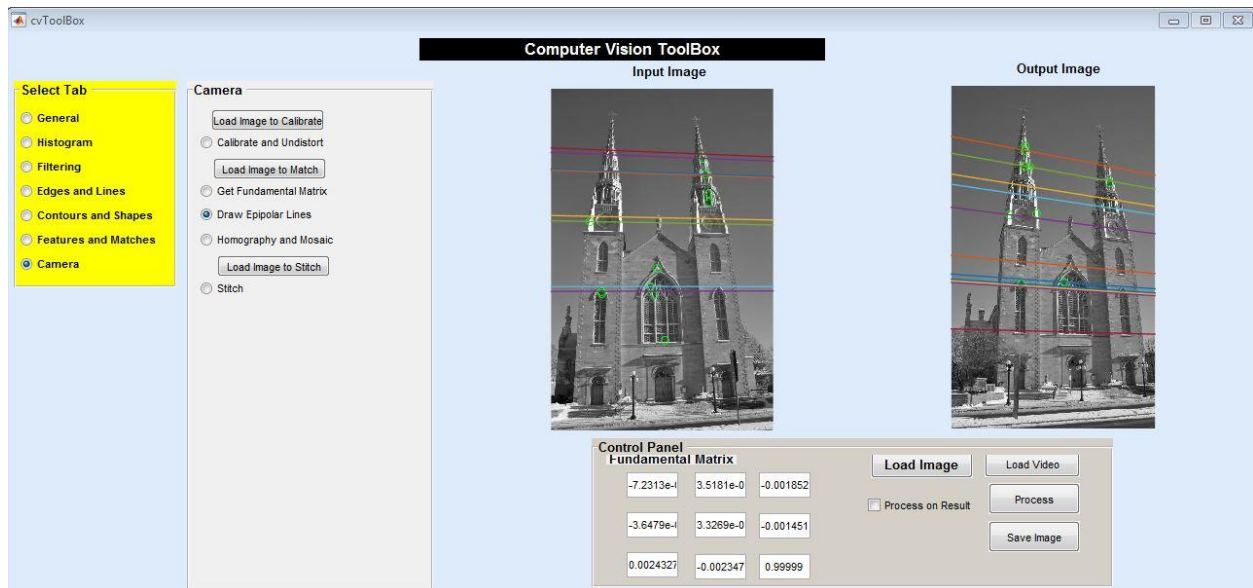 cvToolBox
Computer Vision ToolBox
Select Tab
General
Histogram
Filtering
Edges and Lines
Contours and Shapes
Features and Matches
Camera
Camera
Load Image to Calibrate
Calibrate and Undistort
Load Image to Match
Get Fundamental Matrix
Draw Epipolar Lines
Homography and Mosaic
Load Image to Stitch
Stitch
Input Image
Output Image
Control Panel
Fundamental Matrix
-7.2313e-( 3.5181e-0 -0.001852
-3.6479e-( 3.3269e-0 -0.001451
0.0024327 -0.002347 0.99999
Load Image
Load Video
Process on Result
Process
Save Image